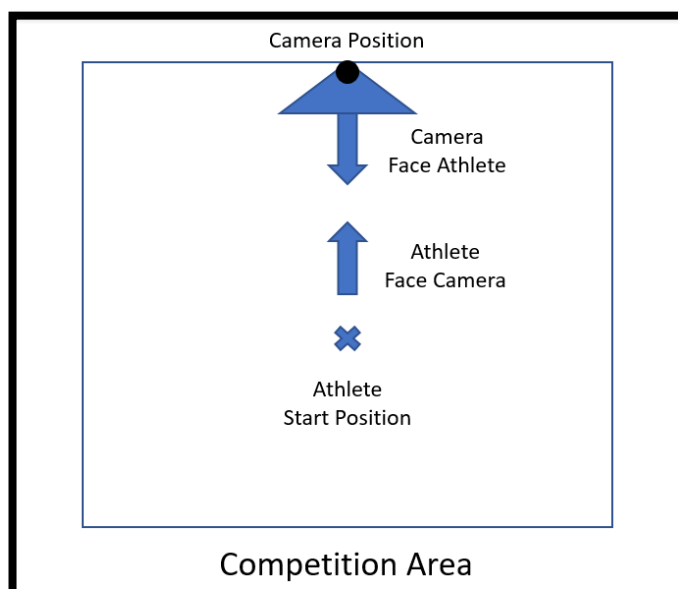 Camera Position
Camera
Face Athlete
Athlete
Face Camera
Athlete
Start Position
Competition Area